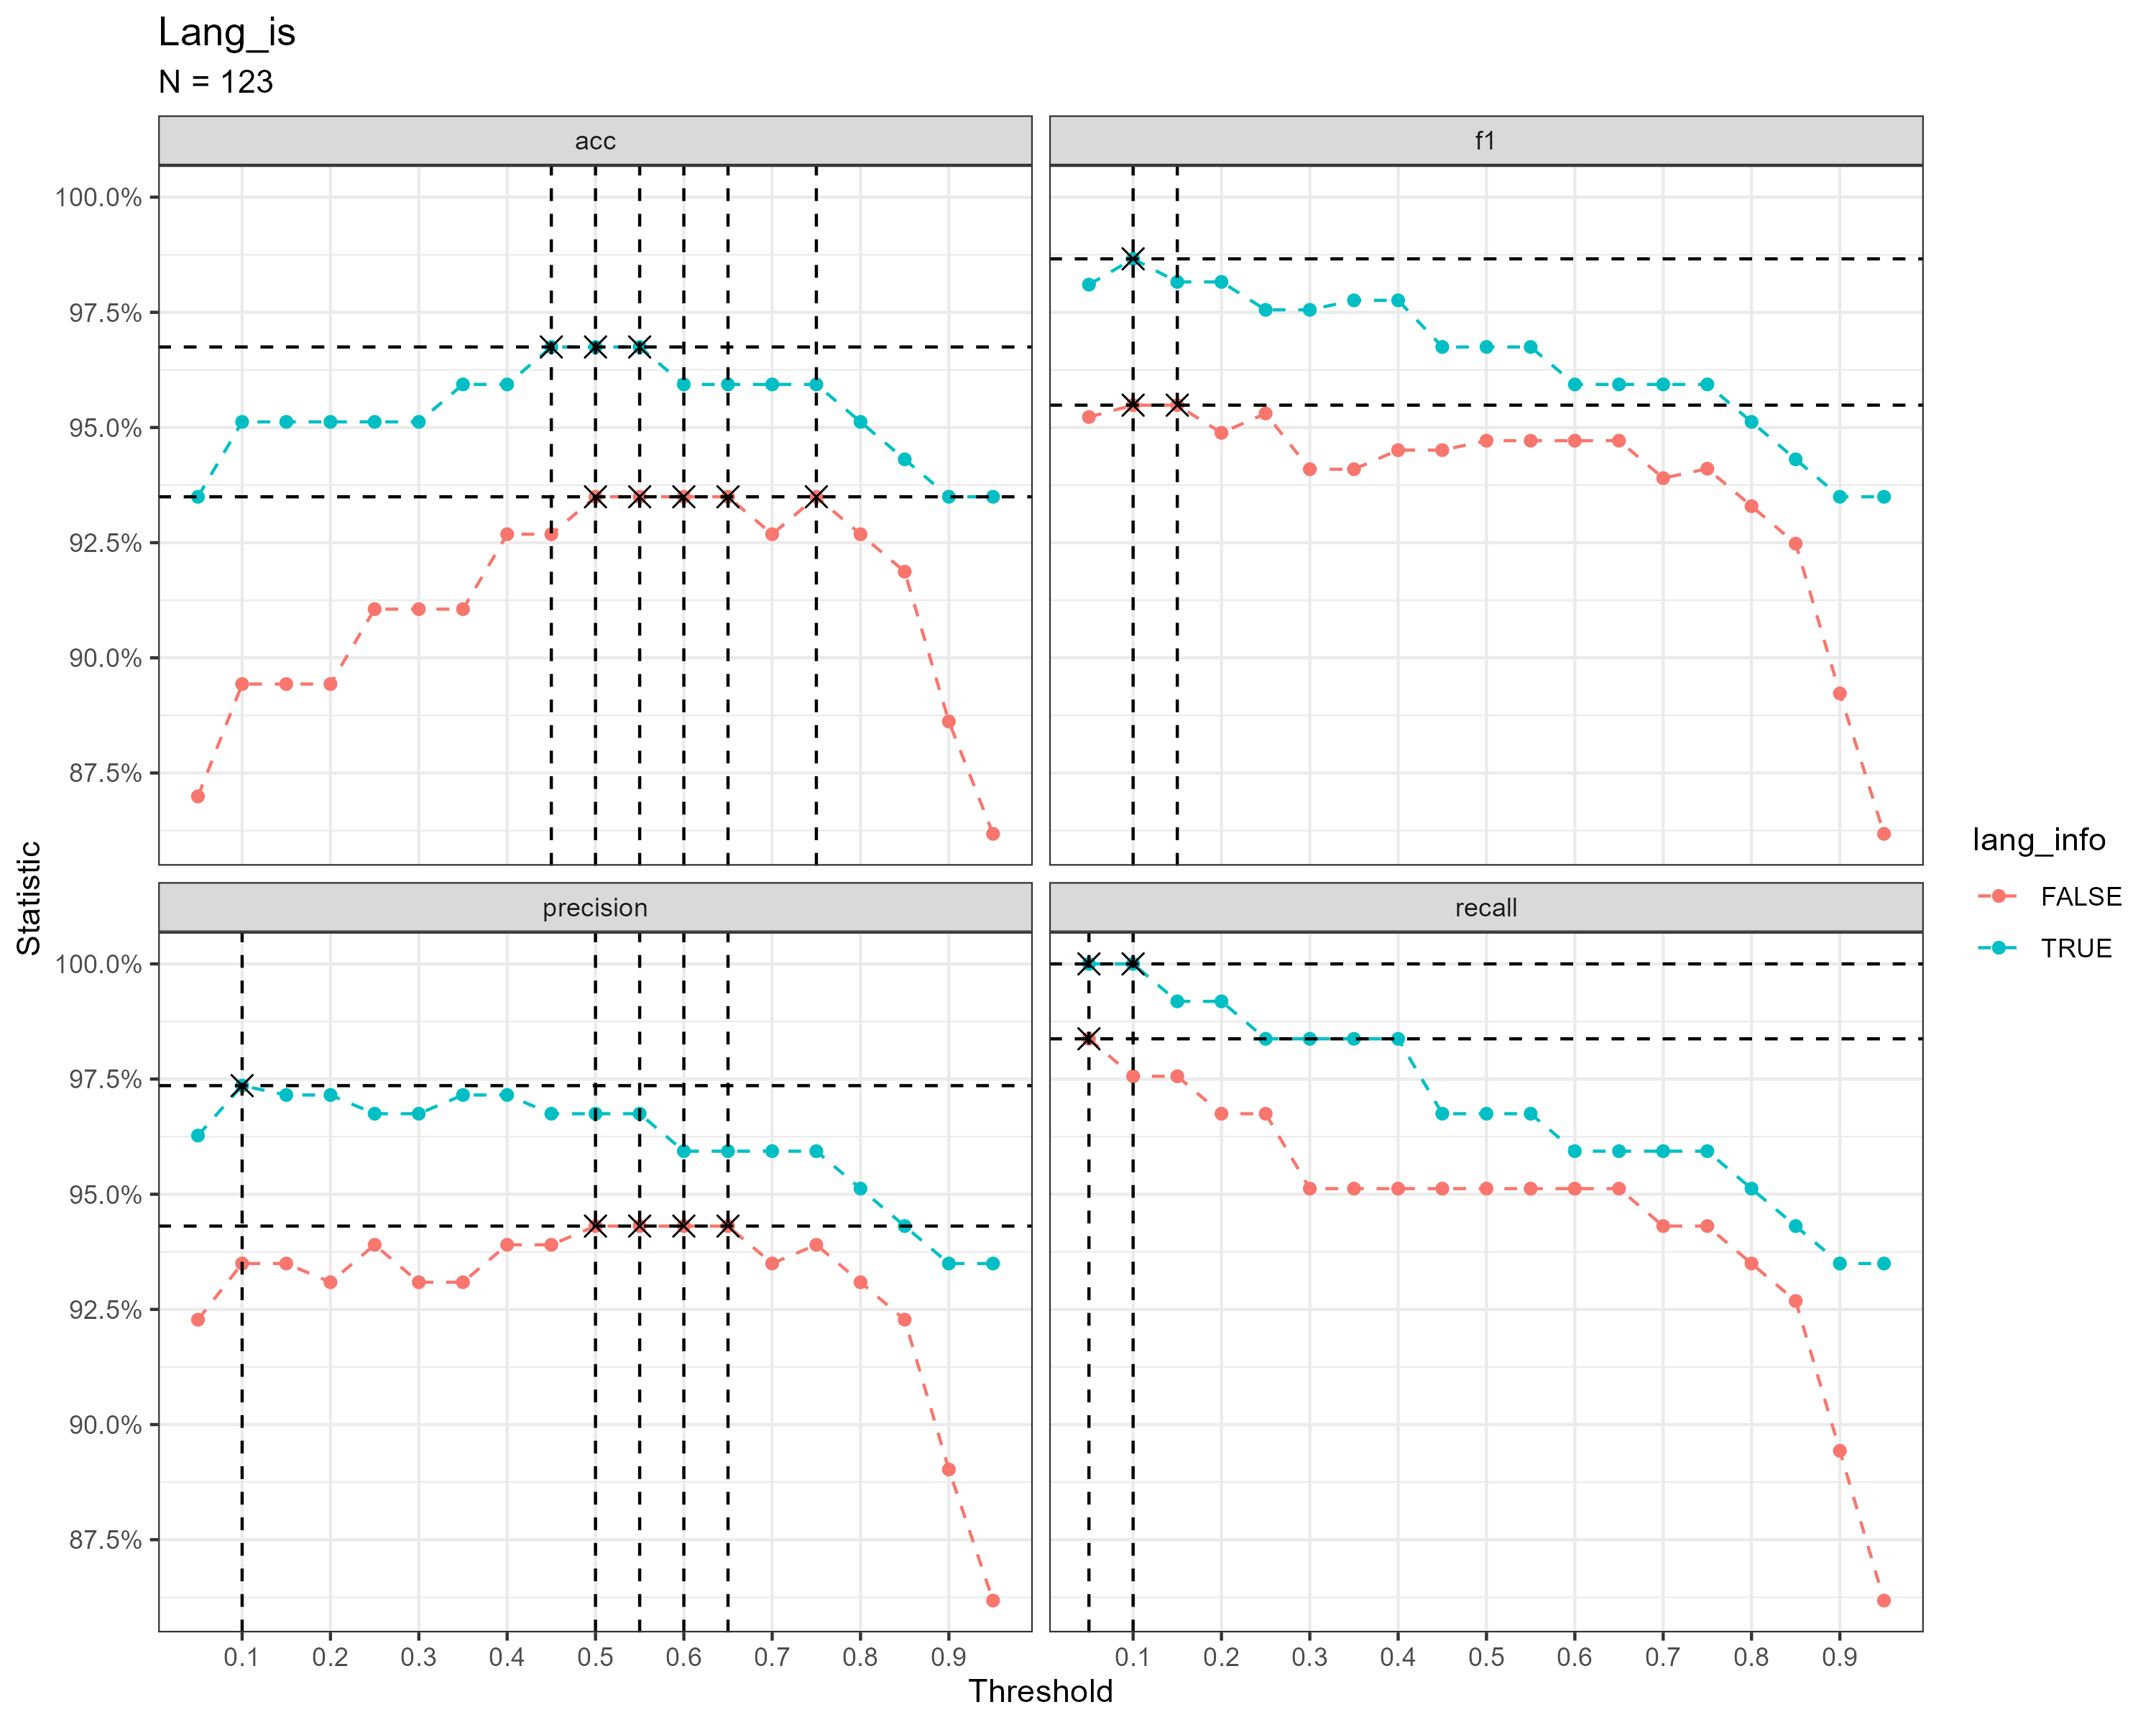 Lang_is
N = 123
acc
f1
100.0%
97.5%
95.0%
92.5%
90.0%
87.5%
precision
recall
100.0%
97.5%
95.0%
92.5%
90.0%
87.5%
0.1 0.2 0.3 0.4 0.5 0.6 0.7 0.8 0.9
0.1 0.2 0.3 0.4 0.5 0.6 0.7 0.8 0.9
Threshold
Statistic
lang_info
FALSE
TRUE